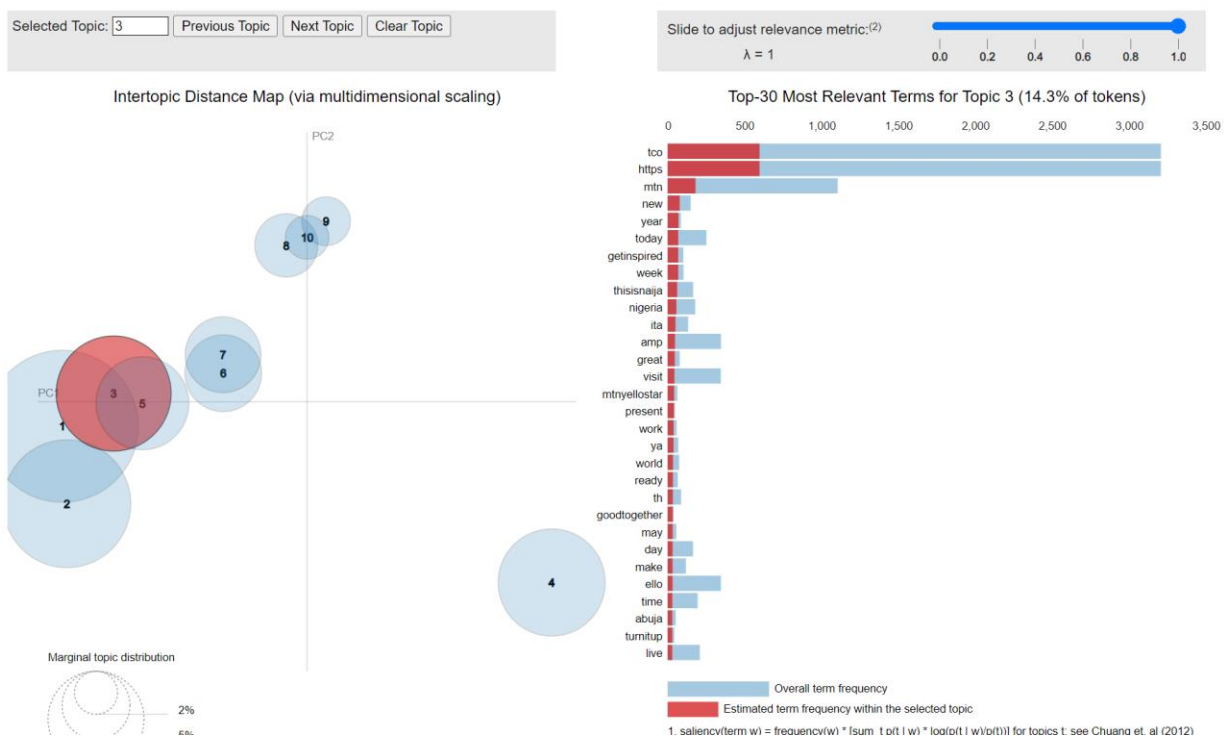 Selected Topic: 3 Previous Topic Next Topic Clear Topic
Slide to adjust relevance metric:(2)
λ = 1
0.0 0.2 0.4 0.6 0.8 1.0
Intertopic Distance Map (via multidimensional scaling)
PC2
PC1
9
10
8
7
6
3
5
1
2
4
Marginal topic distribution
2%
5%
Top-30 Most Relevant Terms for Topic 3 (14.3% of tokens)
0 500 1,000 1,500 2,000 2,500 3,000 3,500
tco
https
mtn
new
year
today
getinspired
week
thisisnaija
nigeria
ita
amp
great
visit
mtnyellostar
present
work
ya
world
ready
th
goodtogether
may
day
make
ello
time
abuja
turnitup
live
Overall term frequency
Estimated term frequency within the selected topic
1. saliency(term w) = frequency(w) * [sum_t p(t | w) * log(p(t | w)/p(t))] for topics t; see Chuang et. al (2012)